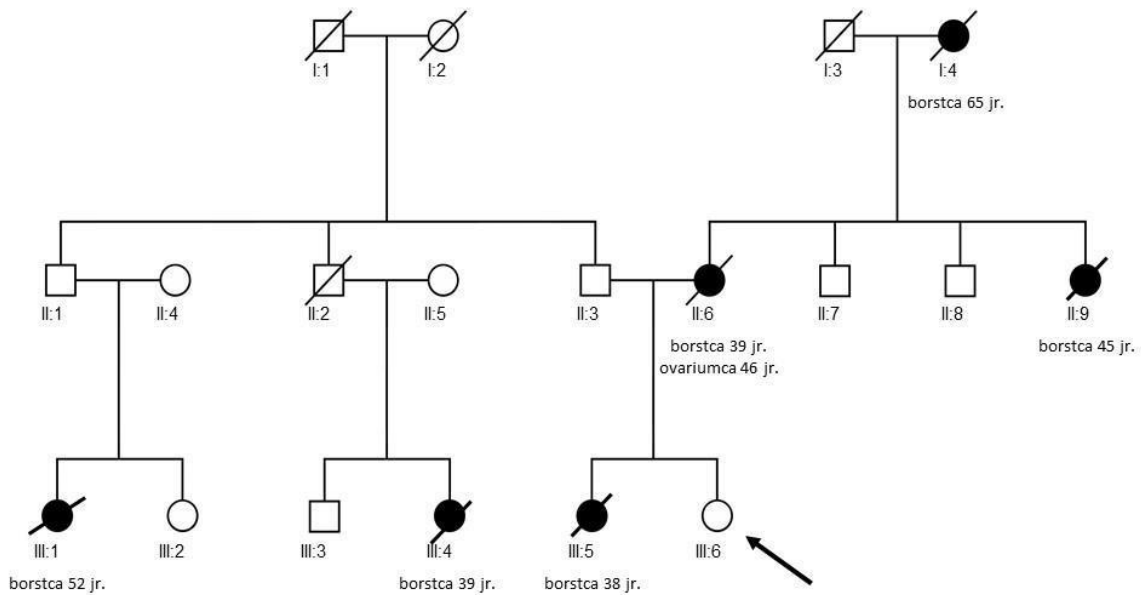 I:1
I:2
I:3
I:4
borstca 65 jr.
II:1
II:4
II:2
II:5
II:3
II:6
II:7
II:8
II:9
borstca 39 jr.
ovariumca 46 jr.
borstca 45 jr.
III:1
III:2
III:3
III:4
III:5
III:6
borstca 52 jr.
borstca 39 jr.
borstca 38 jr.